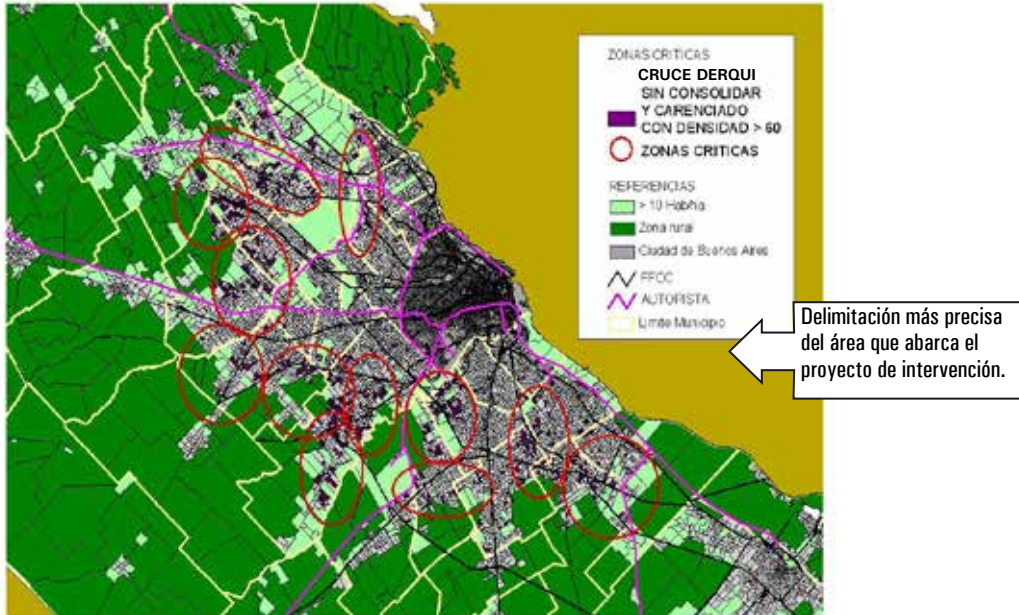 ZONAS CRITICAS
CRUCE DERQUI
SIN CONSOLIDAR
Y CARENCIADO
CON DENSIDAD > 60
ZONAS CRITICAS
REFERENCIAS
> 10 Hab/ha
Zona rural
Ciudad de Buenos Aires
FFCC
AUTOPISTA
Limite Municipio
Delimitación más precisa
del área que abarca el
proyecto de intervención.